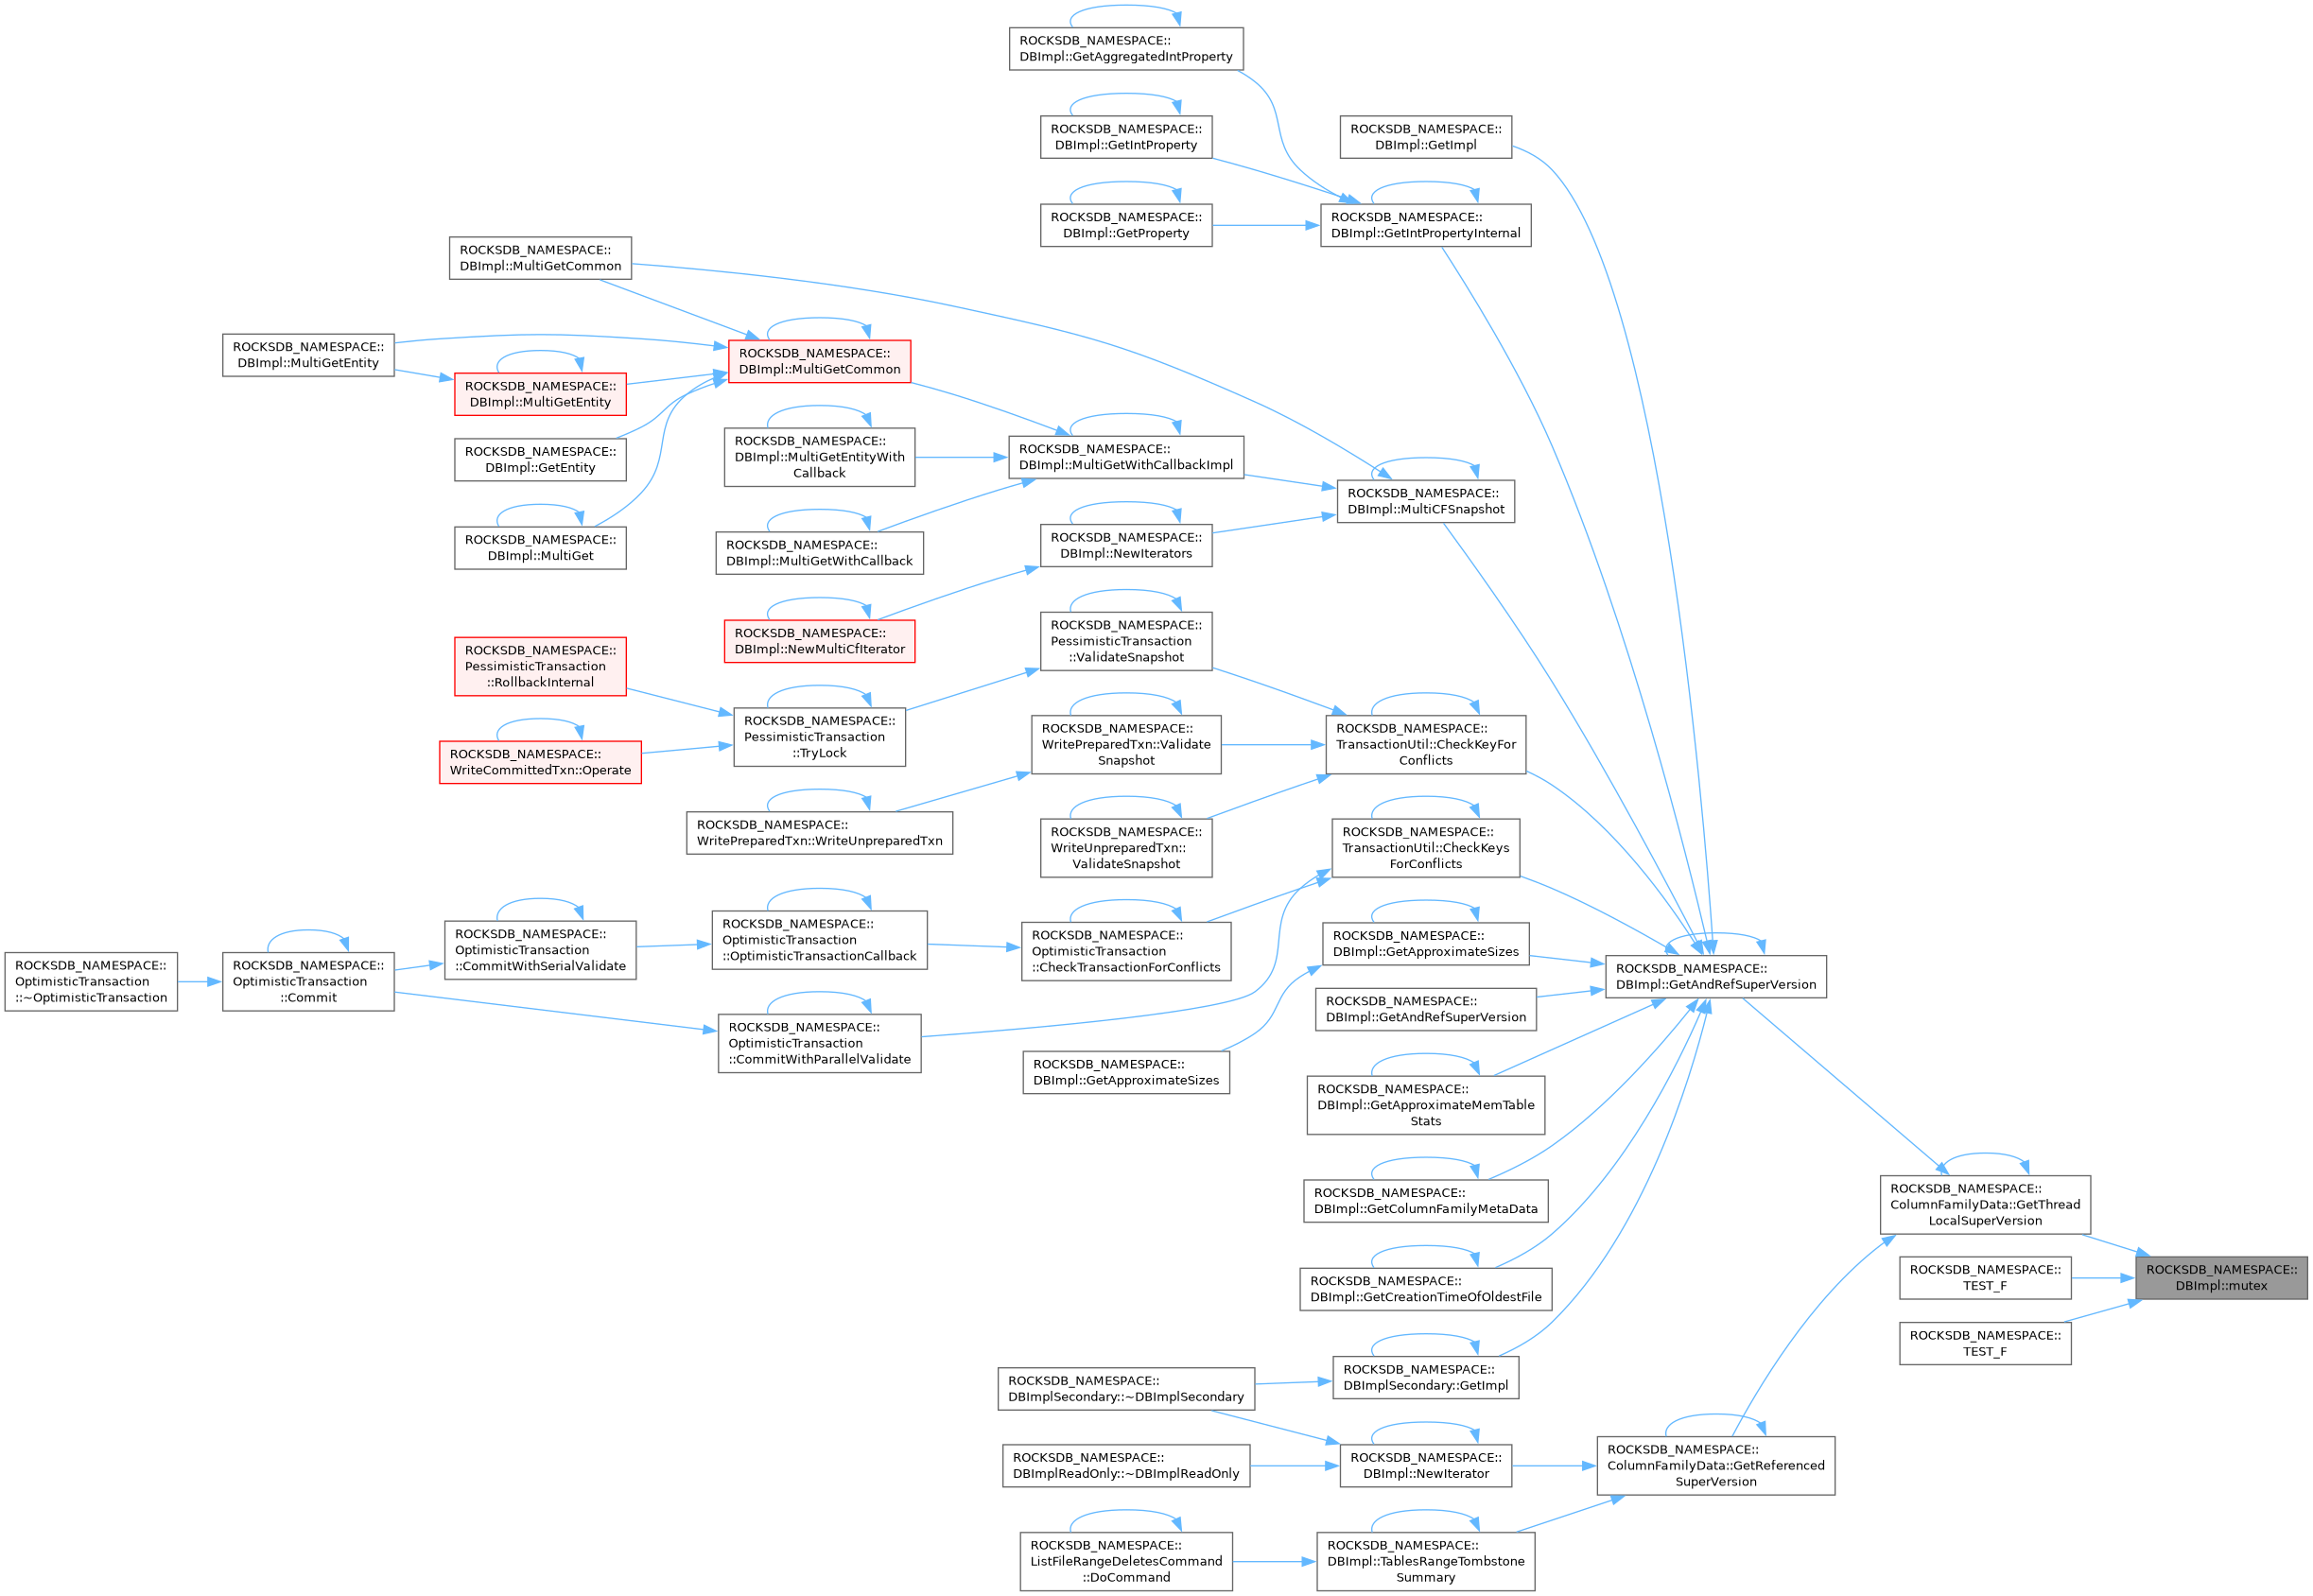 ROCKSDB_NAMESPACE::
DBImpl::GetAggregatedIntProperty
ROCKSDB_NAMESPACE::
DBImpl::GetIntProperty
ROCKSDB_NAMESPACE::
DBImpl::GetImpl
ROCKSDB_NAMESPACE::
DBImpl::GetProperty
ROCKSDB_NAMESPACE::
DBImpl::GetIntPropertyInternal
ROCKSDB_NAMESPACE::
DBImpl::MultiGetCommon
ROCKSDB_NAMESPACE::
DBImpl::MultiGetEntity
ROCKSDB_NAMESPACE::
DBImpl::MultiGetCommon
ROCKSDB_NAMESPACE::
DBImpl::MultiGetEntity
ROCKSDB_NAMESPACE::
DBImpl::GetEntity
ROCKSDB_NAMESPACE::
DBImpl::MultiGetEntityWith
Callback
ROCKSDB_NAMESPACE::
DBImpl::MultiGetWithCallbackImpl
ROCKSDB_NAMESPACE::
DBImpl::MultiCFSnapshot
ROCKSDB_NAMESPACE::
DBImpl::MultiGet
ROCKSDB_NAMESPACE::
DBImpl::MultiGetWithCallback
ROCKSDB_NAMESPACE::
DBImpl::NewIterators
ROCKSDB_NAMESPACE::
DBImpl::NewMultiCfIterator
ROCKSDB_NAMESPACE::
PessimisticTransaction
::ValidateSnapshot
ROCKSDB_NAMESPACE::
PessimisticTransaction
::RollbackInternal
ROCKSDB_NAMESPACE::
WriteCommittedTxn::Operate
ROCKSDB_NAMESPACE::
PessimisticTransaction
::TryLock
ROCKSDB_NAMESPACE::
WritePreparedTxn::Validate
Snapshot
ROCKSDB_NAMESPACE::
TransactionUtil::CheckKeyFor
Conflicts
ROCKSDB_NAMESPACE::
WritePreparedTxn::WriteUnpreparedTxn
ROCKSDB_NAMESPACE::
WriteUnpreparedTxn::
ValidateSnapshot
ROCKSDB_NAMESPACE::
TransactionUtil::CheckKeys
ForConflicts
ROCKSDB_NAMESPACE::
OptimisticTransaction
::~OptimisticTransaction
ROCKSDB_NAMESPACE::
OptimisticTransaction
::Commit
ROCKSDB_NAMESPACE::
OptimisticTransaction
::CommitWithSerialValidate
ROCKSDB_NAMESPACE::
OptimisticTransaction
::OptimisticTransactionCallback
ROCKSDB_NAMESPACE::
OptimisticTransaction
::CheckTransactionForConflicts
ROCKSDB_NAMESPACE::
DBImpl::GetApproximateSizes
ROCKSDB_NAMESPACE::
DBImpl::GetAndRefSuperVersion
ROCKSDB_NAMESPACE::
DBImpl::GetAndRefSuperVersion
ROCKSDB_NAMESPACE::
OptimisticTransaction
::CommitWithParallelValidate
ROCKSDB_NAMESPACE::
DBImpl::GetApproximateSizes
ROCKSDB_NAMESPACE::
DBImpl::GetApproximateMemTable
Stats
ROCKSDB_NAMESPACE::
DBImpl::GetColumnFamilyMetaData
ROCKSDB_NAMESPACE::
ColumnFamilyData::GetThread
LocalSuperVersion
ROCKSDB_NAMESPACE::
DBImpl::GetCreationTimeOfOldestFile
ROCKSDB_NAMESPACE::
TEST_F
ROCKSDB_NAMESPACE::
DBImpl::mutex
ROCKSDB_NAMESPACE::
TEST_F
ROCKSDB_NAMESPACE::
DBImplSecondary::~DBImplSecondary
ROCKSDB_NAMESPACE::
DBImplSecondary::GetImpl
ROCKSDB_NAMESPACE::
DBImplReadOnly::~DBImplReadOnly
ROCKSDB_NAMESPACE::
DBImpl::NewIterator
ROCKSDB_NAMESPACE::
ColumnFamilyData::GetReferenced
SuperVersion
ROCKSDB_NAMESPACE::
ListFileRangeDeletesCommand
::DoCommand
ROCKSDB_NAMESPACE::
DBImpl::TablesRangeTombstone
Summary